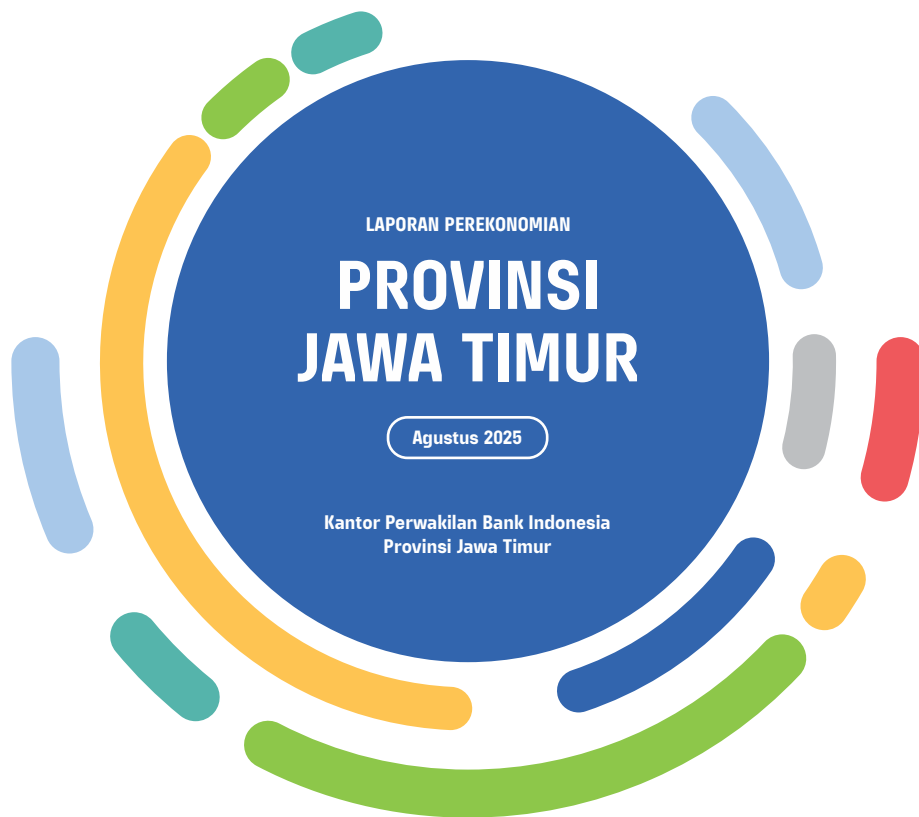 LAPORAN PEREKONOMIAN
PROVINSI
JAWA TIMUR
Agustus 2025
Kantor Perwakilan Bank Indonesia
Provinsi Jawa Timur